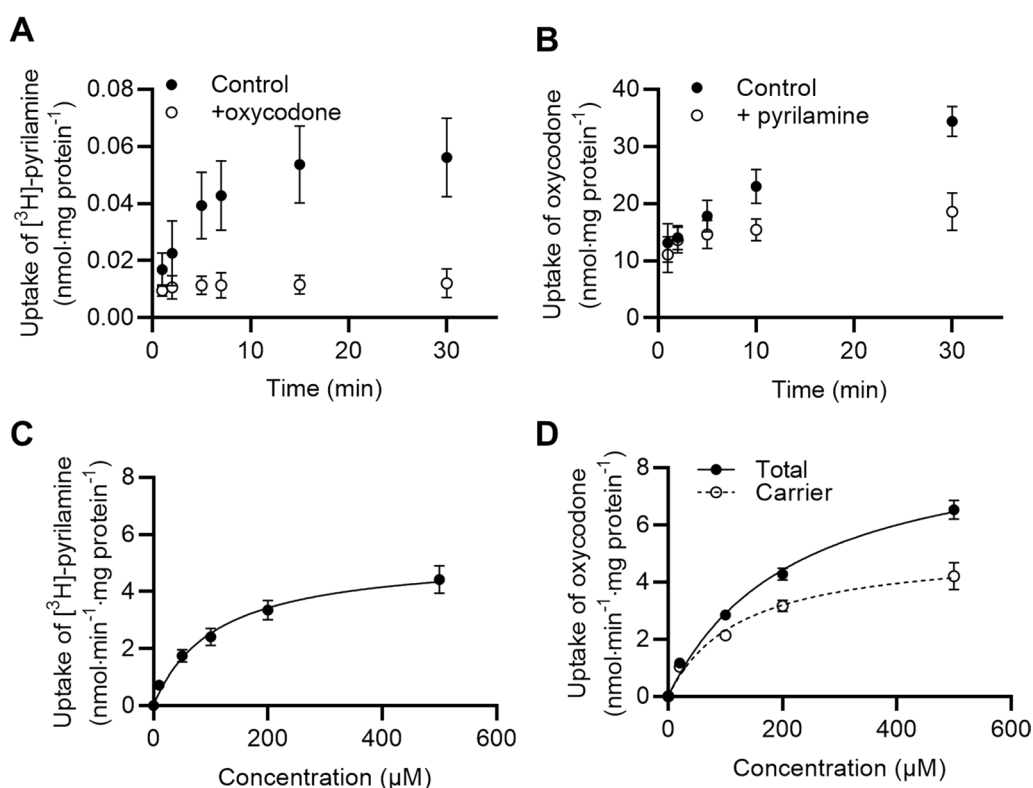 A
Uptake of [³H]-pyrilamine
(nmol·mg protein⁻¹)
0.08
0.06
0.04
0.02
0.00
Control
+oxycodone
0
10
20
30
Time (min)
B
Uptake of oxycodone
(nmol·mg protein⁻¹)
40
30
20
10
0
Control
+ pyrilamine
0
10
20
30
Time (min)
C
Uptake of [³H]-pyrilamine
(nmol·min⁻¹·mg protein⁻¹)
8
6
4
2
0
0
200
400
600
Concentration (µM)
D
Uptake of oxycodone
(nmol·min⁻¹·mg protein⁻¹)
8
6
4
2
0
Total
Carrier
0
200
400
600
Concentration (µM)